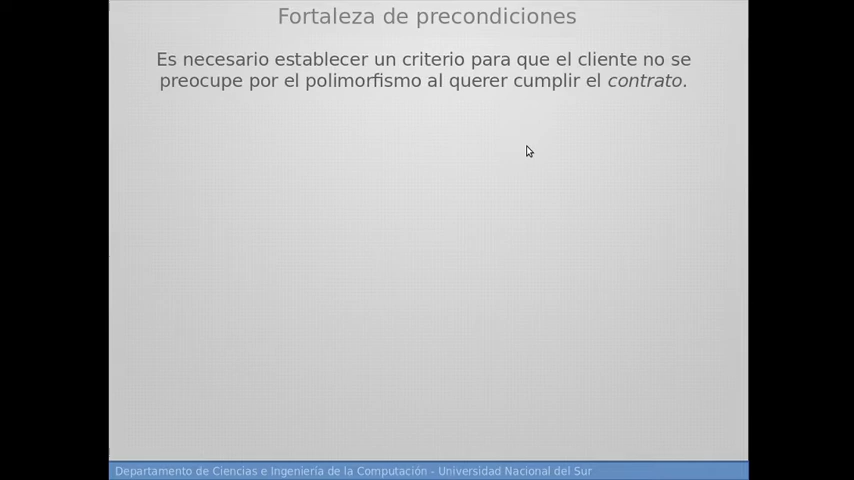 Fortaleza de precondiciones
Es necesario establecer un criterio para que el cliente no se
preocupe por el polimorfismo al querer cumplir el contrato.
Departamento de Ciencias e Ingeniería de la Computación - Universidad Nacional del Sur